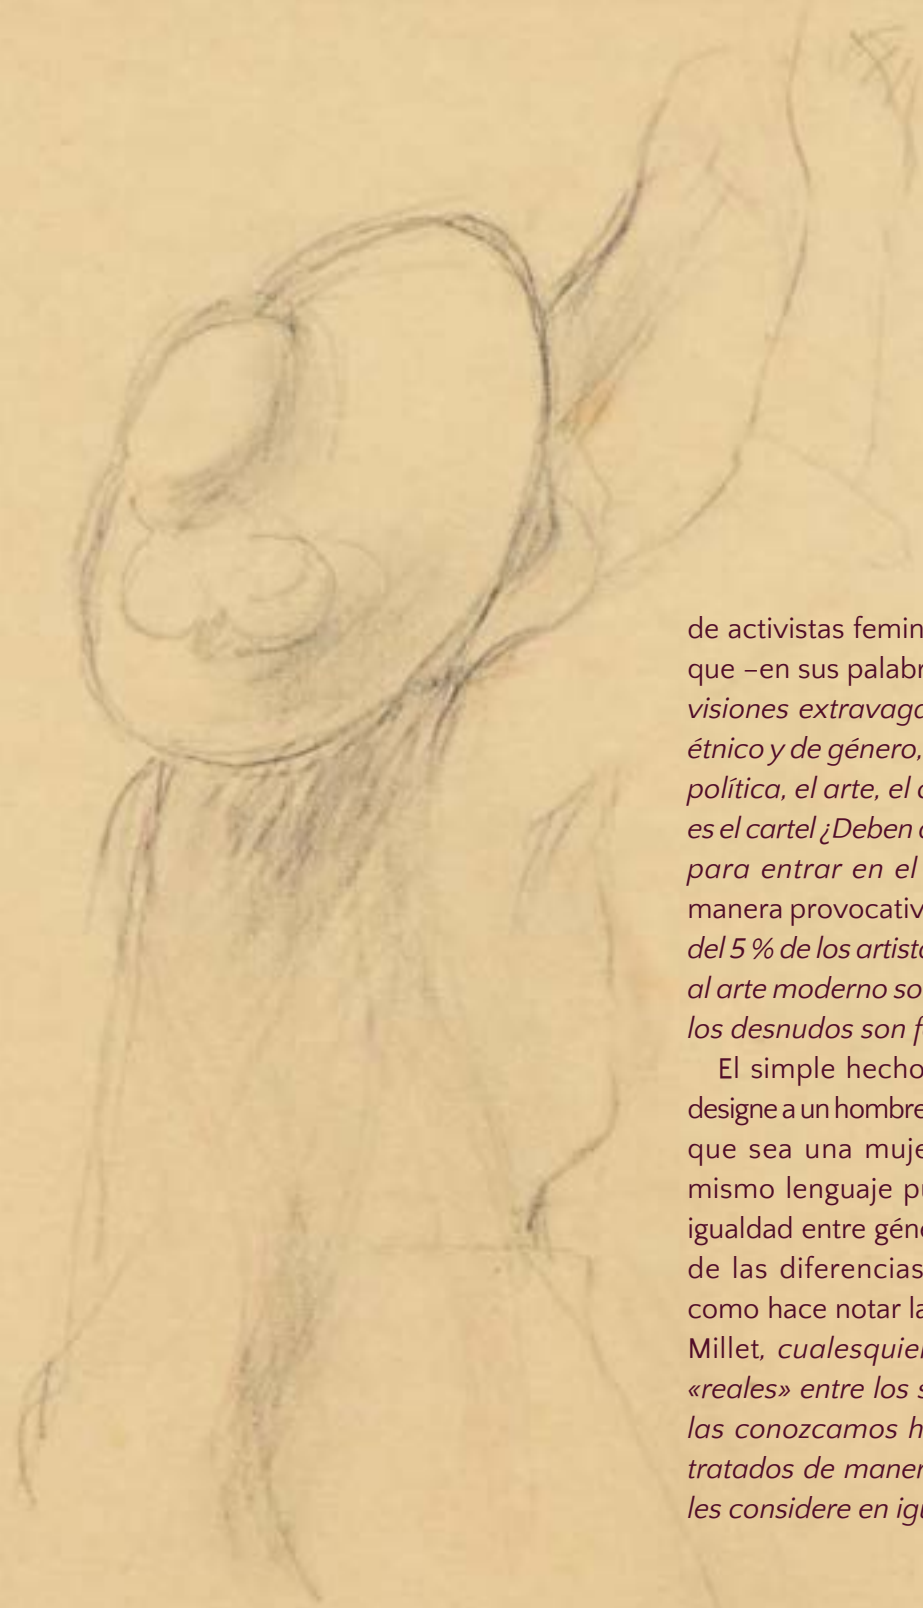 de activistas femin
que –en sus palabr
visiones extravaga
étnico y de género,
política, el arte, el
es el cartel ¿Deben
para entrar en el
manera provocativ
del 5 % de los artista
al arte moderno so
los desnudos son f
El simple hecho
designe a un hombre
que sea una muje
mismo lenguaje pu
igualdad entre géne
de las diferencias
como hace notar la
Millet, cualesquier
«reales» entre los s
las conozcamos h
tratados de maner
les considere en igu